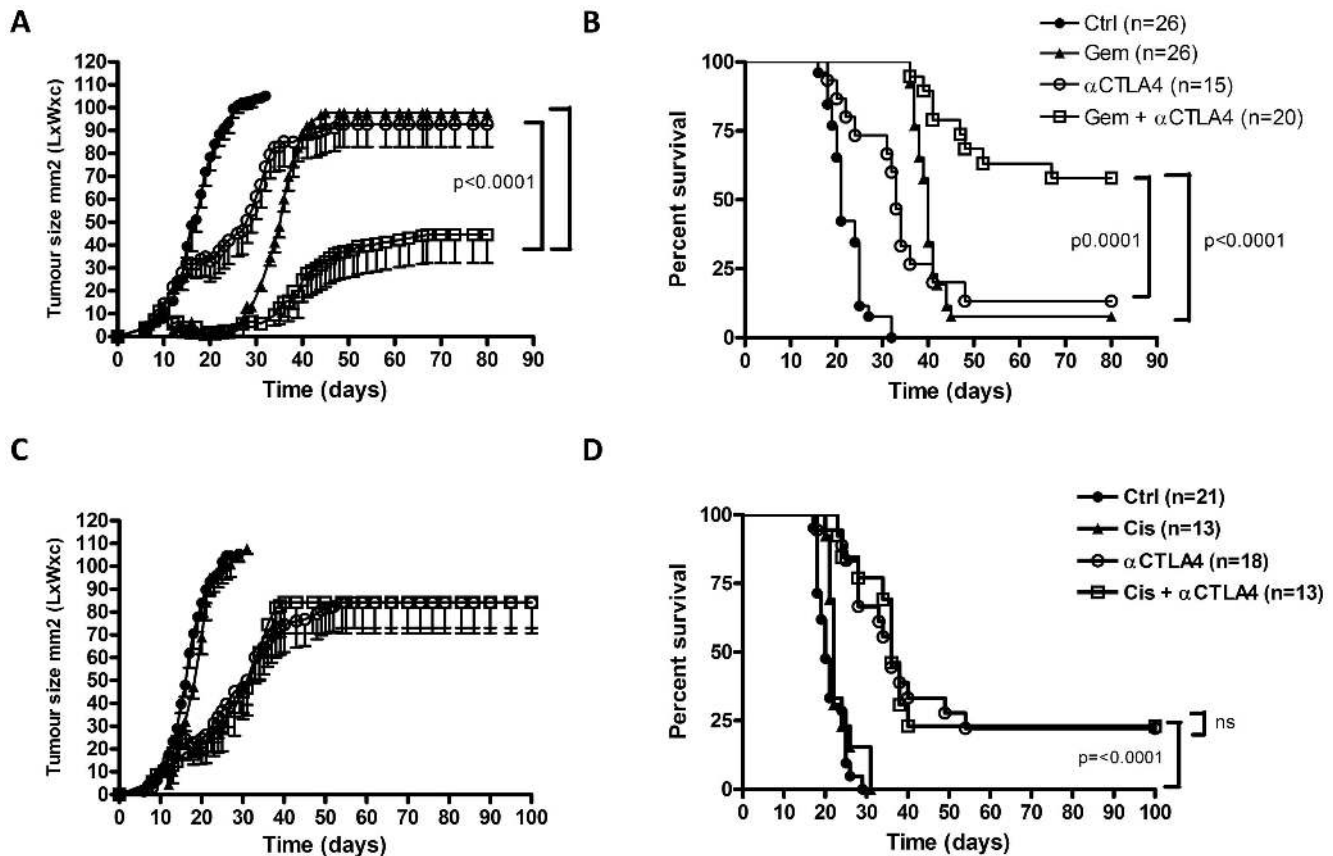 A
Tumour size mm2 (LxWxc)
120
110
100
90
80
70
60
50
40
30
20
10
0
0 10 20 30 40 50 60 70 80 90
Time (days)
p<0.0001
B
Ctrl (n=26)
Gem (n=26)
αCTLA4 (n=15)
Gem + αCTLA4 (n=20)
Percent survival
100
75
50
25
0
0 10 20 30 40 50 60 70 80 90
Time (days)
p0.0001
p<0.0001
C
Tumour size mm2 (LxWxc)
120
110
100
90
80
70
60
50
40
30
20
10
0
0 10 20 30 40 50 60 70 80 90 100
Time (days)
D
Ctrl (n=21)
Cis (n=13)
αCTLA4 (n=18)
Cis + αCTLA4 (n=13)
Percent survival
100
75
50
25
0
0 10 20 30 40 50 60 70 80 90 100
Time (days)
ns
p=<0.0001